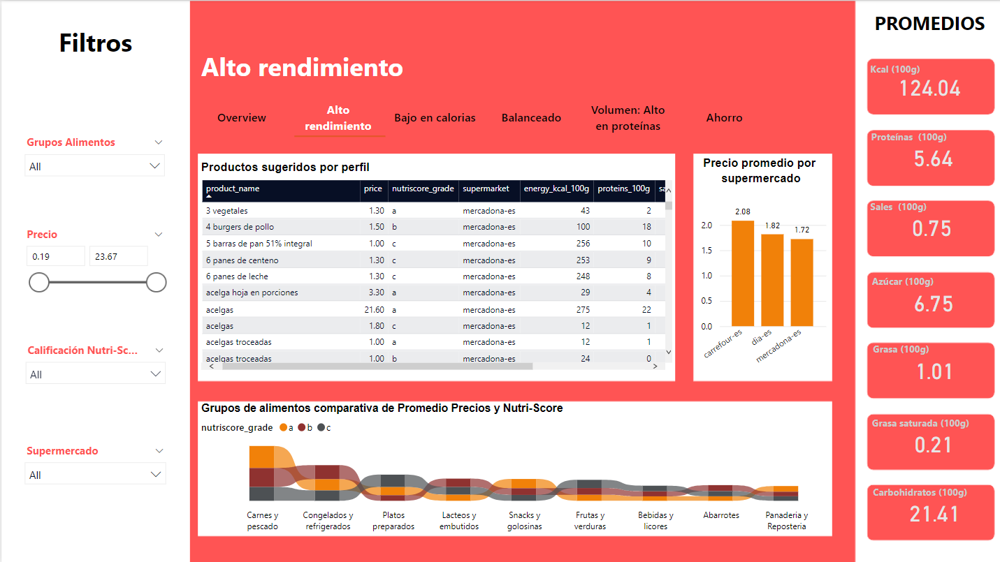 Filtros
Grupos Alimentos
All
Precio
0.19 23.67
Calificación Nutri-Sc...
All
Supermercado
All
Alto rendimiento
Overview
Alto
rendimiento
Bajo en calorias
Balanceado
Volumen: Alto
en proteínas
Ahorro
Productos sugeridos por perfil
product_name price nutriscore_grade supermarket energy_kcal_100g proteins_100g sa
3 vegetales 1.30 a mercadona-es 43 2
4 burgers de pollo 1.50 b mercadona-es 100 18
5 barras de pan 51% integral 1.00 c mercadona-es 256 10
6 panes de centeno 1.30 c mercadona-es 253 9
6 panes de leche 1.30 c mercadona-es 248 8
acelga hoja en porciones 3.30 a mercadona-es 29 4
acelgas 21.60 a mercadona-es 275 22
acelgas 1.80 c mercadona-es 12 1
acelgas troceadas 1.00 a mercadona-es 12 1
acelgas troceadas 1.00 b mercadona-es 24 0
Precio promedio por
supermercado
2.08
1.82
1.72
2.0
1.5
1.0
0.5
0.0
carrefour-es
dia-es
mercadona-es
Grupos de alimentos comparativa de Promedio Precios y Nutri-Score
nutriscore_grade a b c
Carnes y
pescado
Congelados y
refrigerados
Platos
preparados
Lacteos y
embutidos
Snacks y
golosinas
Frutas y
verduras
Bebidas y
licores
Abarrotes
Panaderia y
Reposteria
PROMEDIOS
Kcal (100g)
124.04
Proteínas (100g)
5.64
Sales (100g)
0.75
Azúcar (100g)
6.75
Grasa (100g)
1.01
Grasa saturada (100g)
0.21
Carbohidratos (100g)
21.41